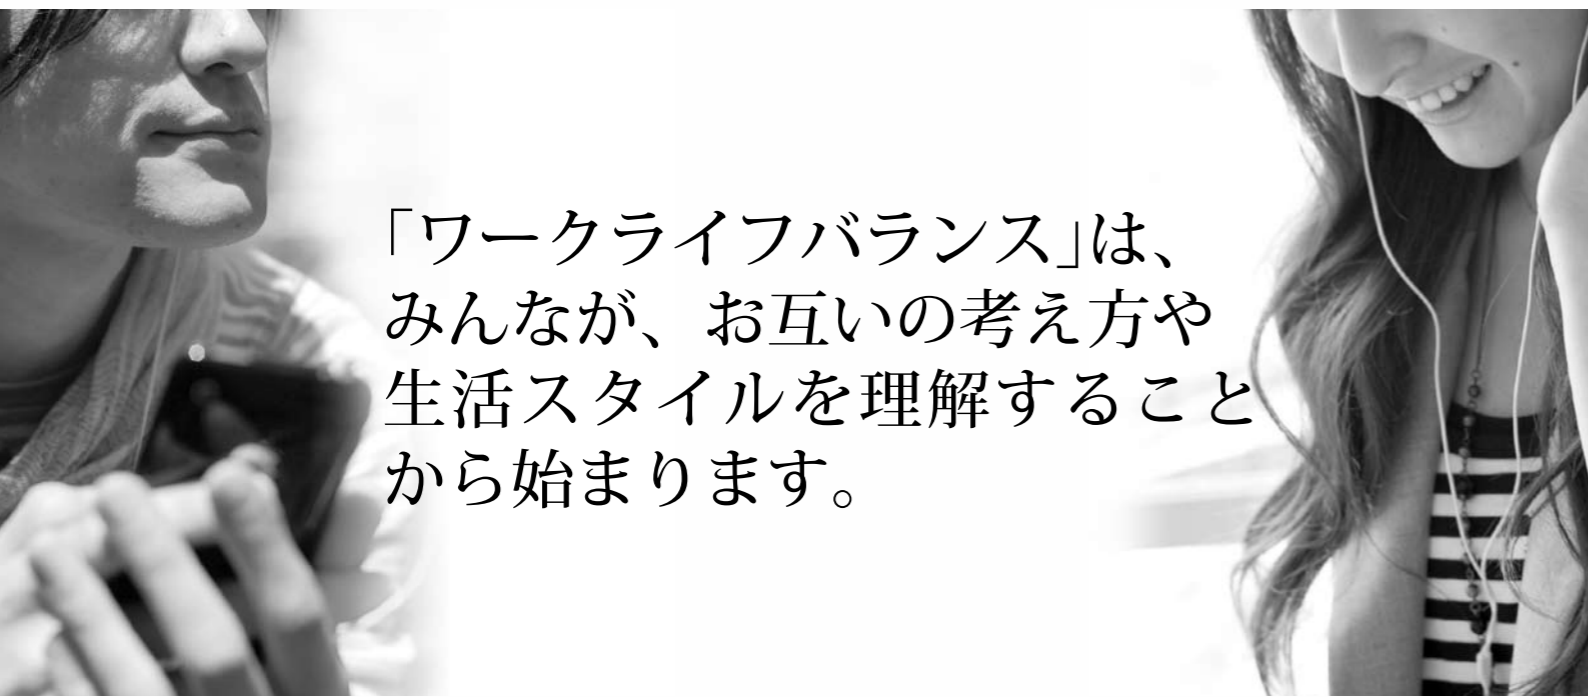 「ワークライフバランス」は、
みんなが、お互いの考え方や
生活スタイルを理解すること
から始まります。